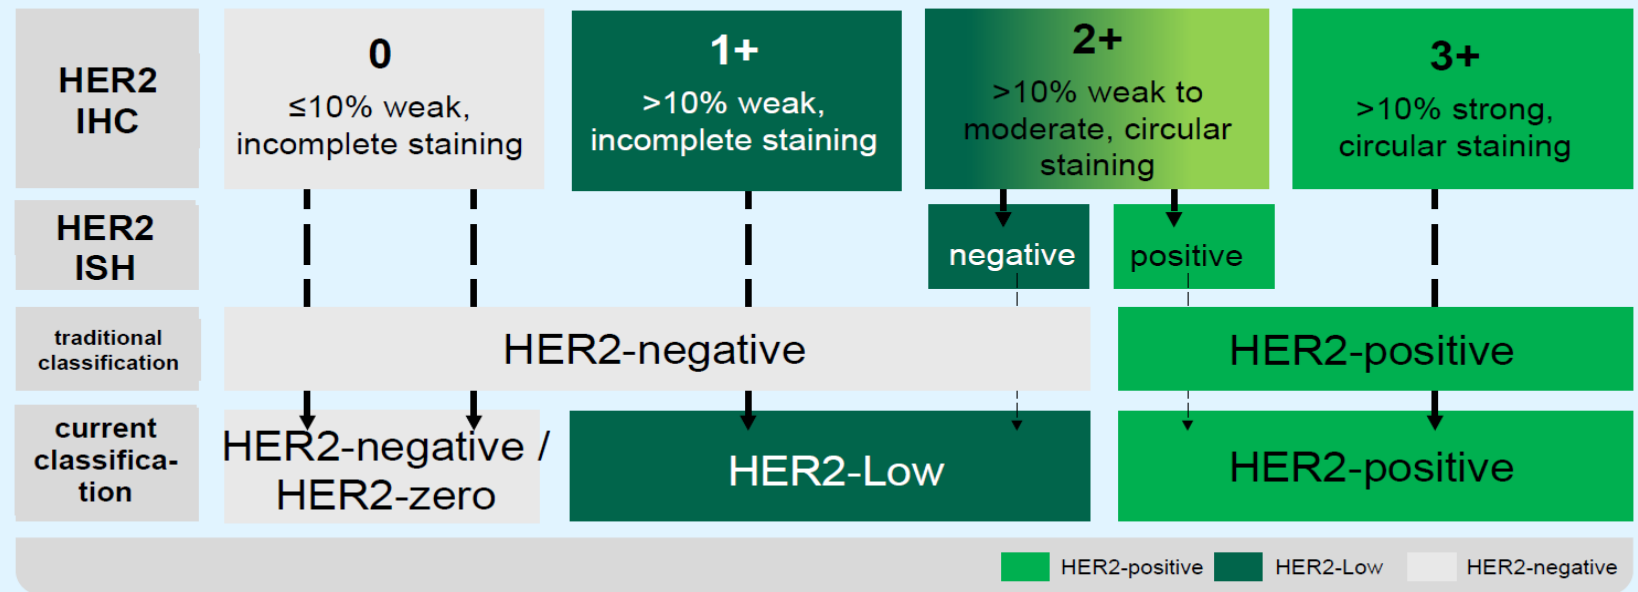 HER2
IHC
0
≤10% weak,
incomplete staining
1+
>10% weak,
incomplete staining
2+
>10% weak to
moderate, circular
staining
3+
>10% strong,
circular staining
HER2
ISH
negative
positive
traditional
classification
HER2-negative
HER2-positive
current
classifica-
tion
HER2-negative /
HER2-zero
HER2-Low
HER2-positive
HER2-positive
HER2-Low
HER2-negative